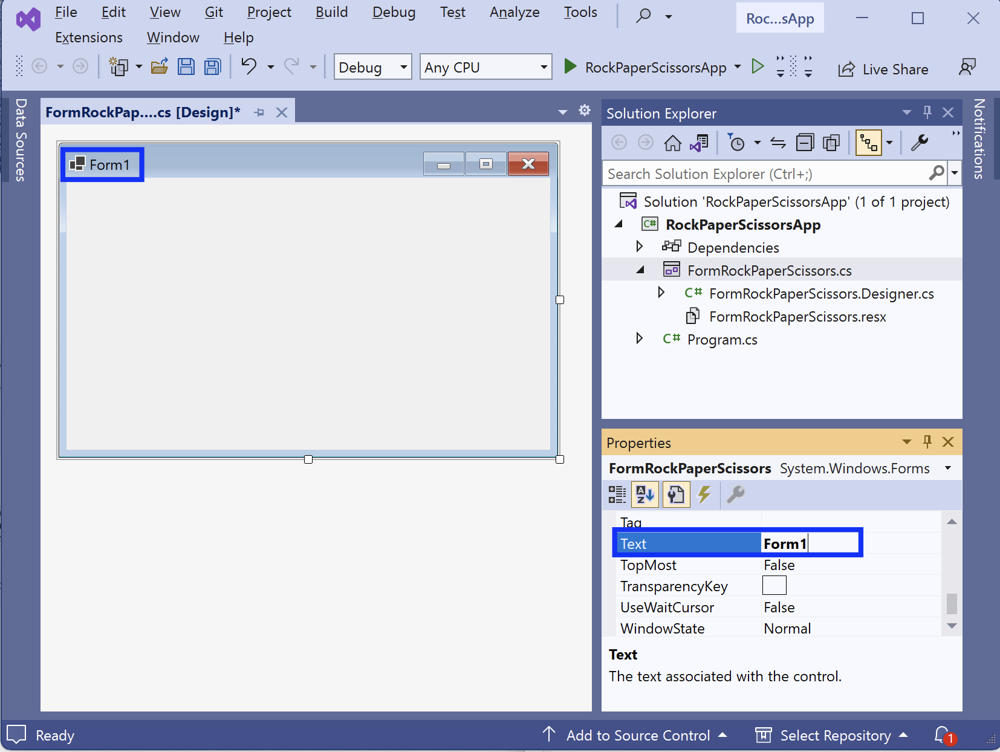 File Edit View Git Project Build Debug Test Analyze Tools Roc...sApp
Extensions Window Help
Debug Any CPU RockPaperScissorsApp Live Share
Data Sources
FormRockPap....cs [Design]*
Form1
Solution Explorer
Search Solution Explorer (Ctrl+;)
Solution 'RockPaperScissorsApp' (1 of 1 project)
C# RockPaperScissorsApp
Dependencies
FormRockPaperScissors.cs
C# FormRockPaperScissors.Designer.cs
FormRockPaperScissors.resx
C# Program.cs
Notifications
Properties
FormRockPaperScissors System.Windows.Forms
Tag
Text Form1
TopMost False
TransparencyKey
UseWaitCursor False
WindowState Normal
Text
The text associated with the control.
Ready Add to Source Control Select Repository 1